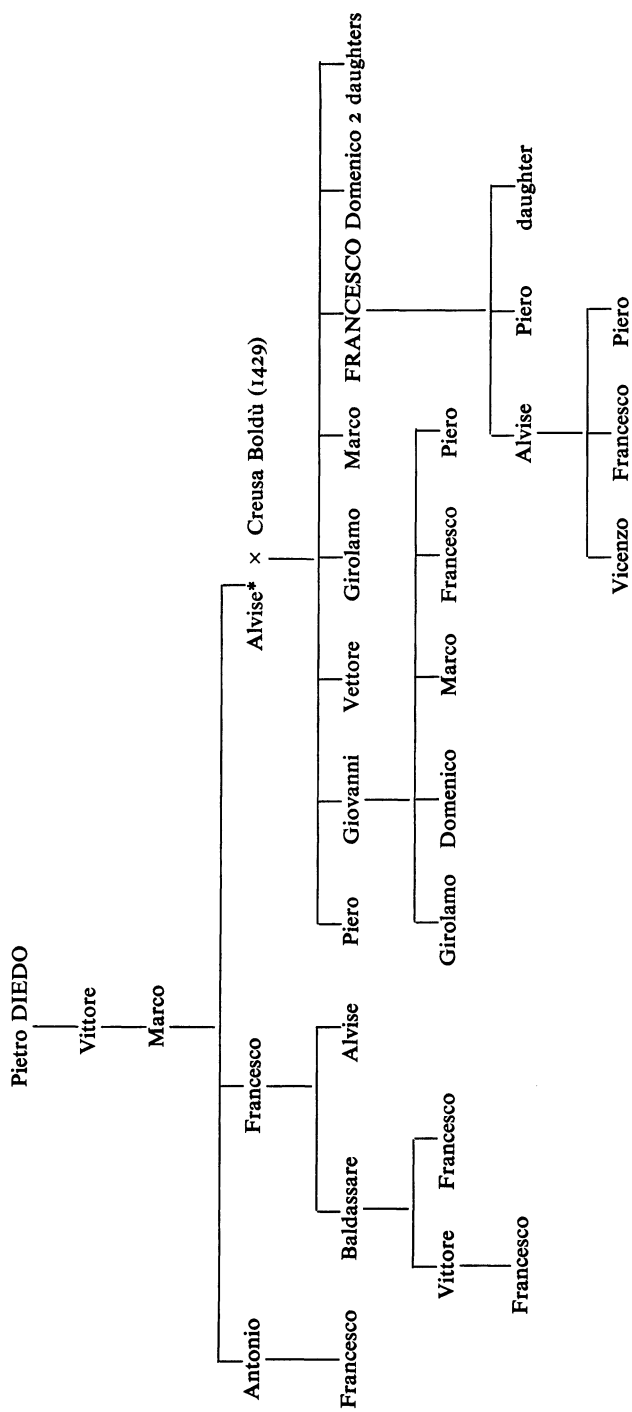 Pietro DIEDO
Vittore
Marco
Antonio Francesco Alvise* × Creusa Boldù (1429)
Francesco Baldassare Alvise Piero Giovanni Vettore Girolamo Marco FRANCESCO Domenico 2 daughters
Vittore Francesco Girolamo Domenico Marco Francesco Piero
Francesco Alvise Piero daughter
Vicenzo Francesco Piero